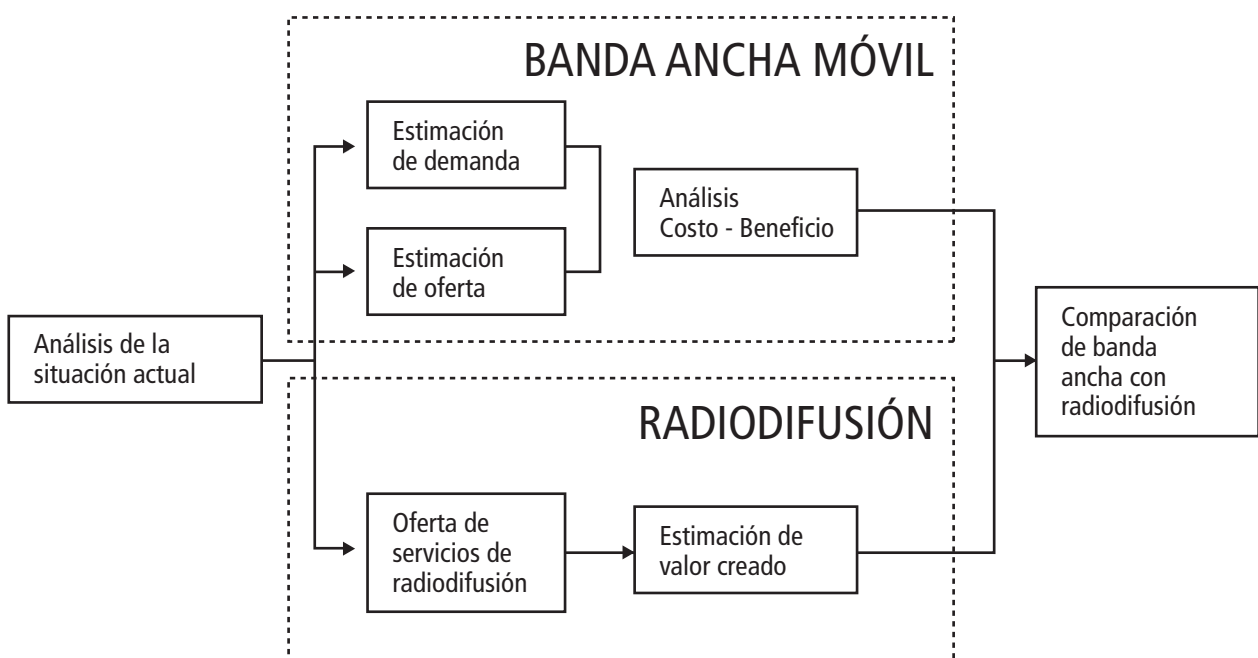 BANDA ANCHA MÓVIL
Estimación
de demanda
Análisis
Costo - Beneficio
Estimación
de oferta
Análisis de la
situación actual
Comparación
de banda
ancha con
radiodifusión
RADIODIFUSIÓN
Oferta de
servicios de
radiodifusión
Estimación de
valor creado